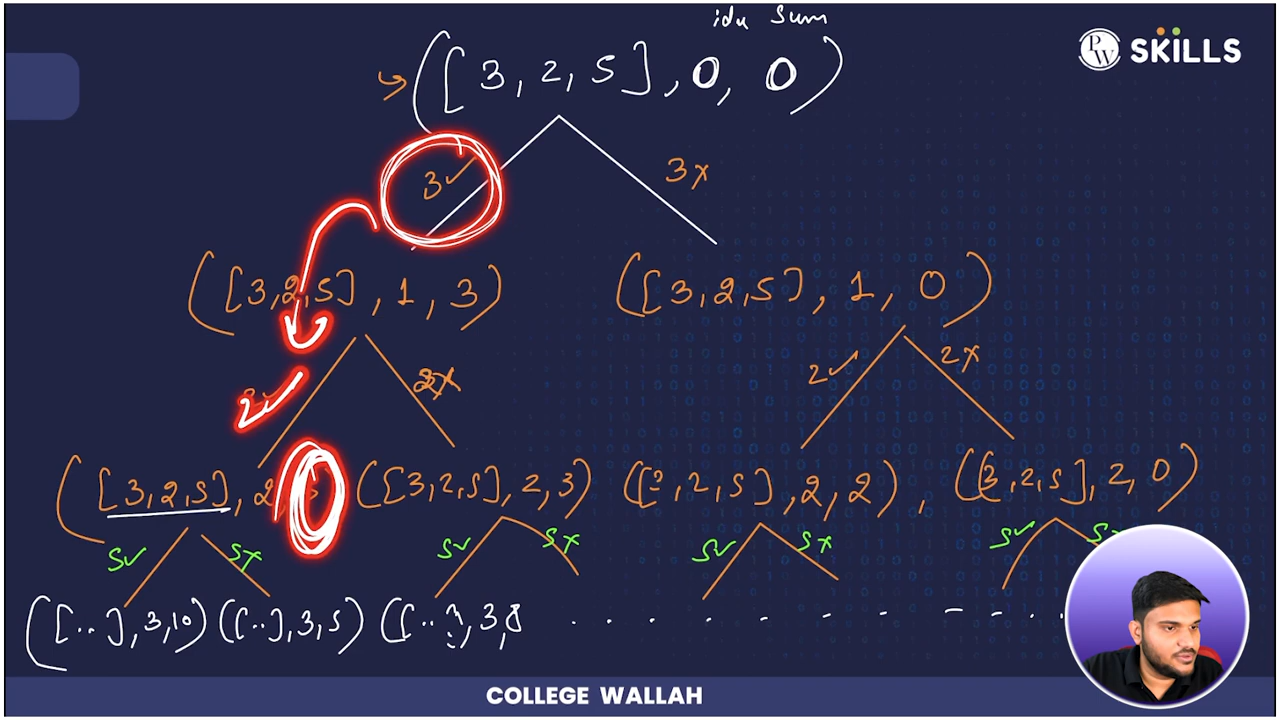 idx Sum
PW SKILLS
([3, 2, 5], 0, 0)
3✓ 3×
([3,2,5], 1, 3) ([3,2,5], 1, 0)
2✓ 2× 2✓ 2×
([3,2,5], 2, ([3,2,5], 2, 3) ([3,2,5], 2, 2) , ([3,2,5], 2, 0)
5✓ 5× 5✓ 5× 5✓ 5× 5✓ 5×
([..], 3, 10) ([..], 3, 5) ([..], 3, 8 . . . . . - - - . . .
COLLEGE WALLAH